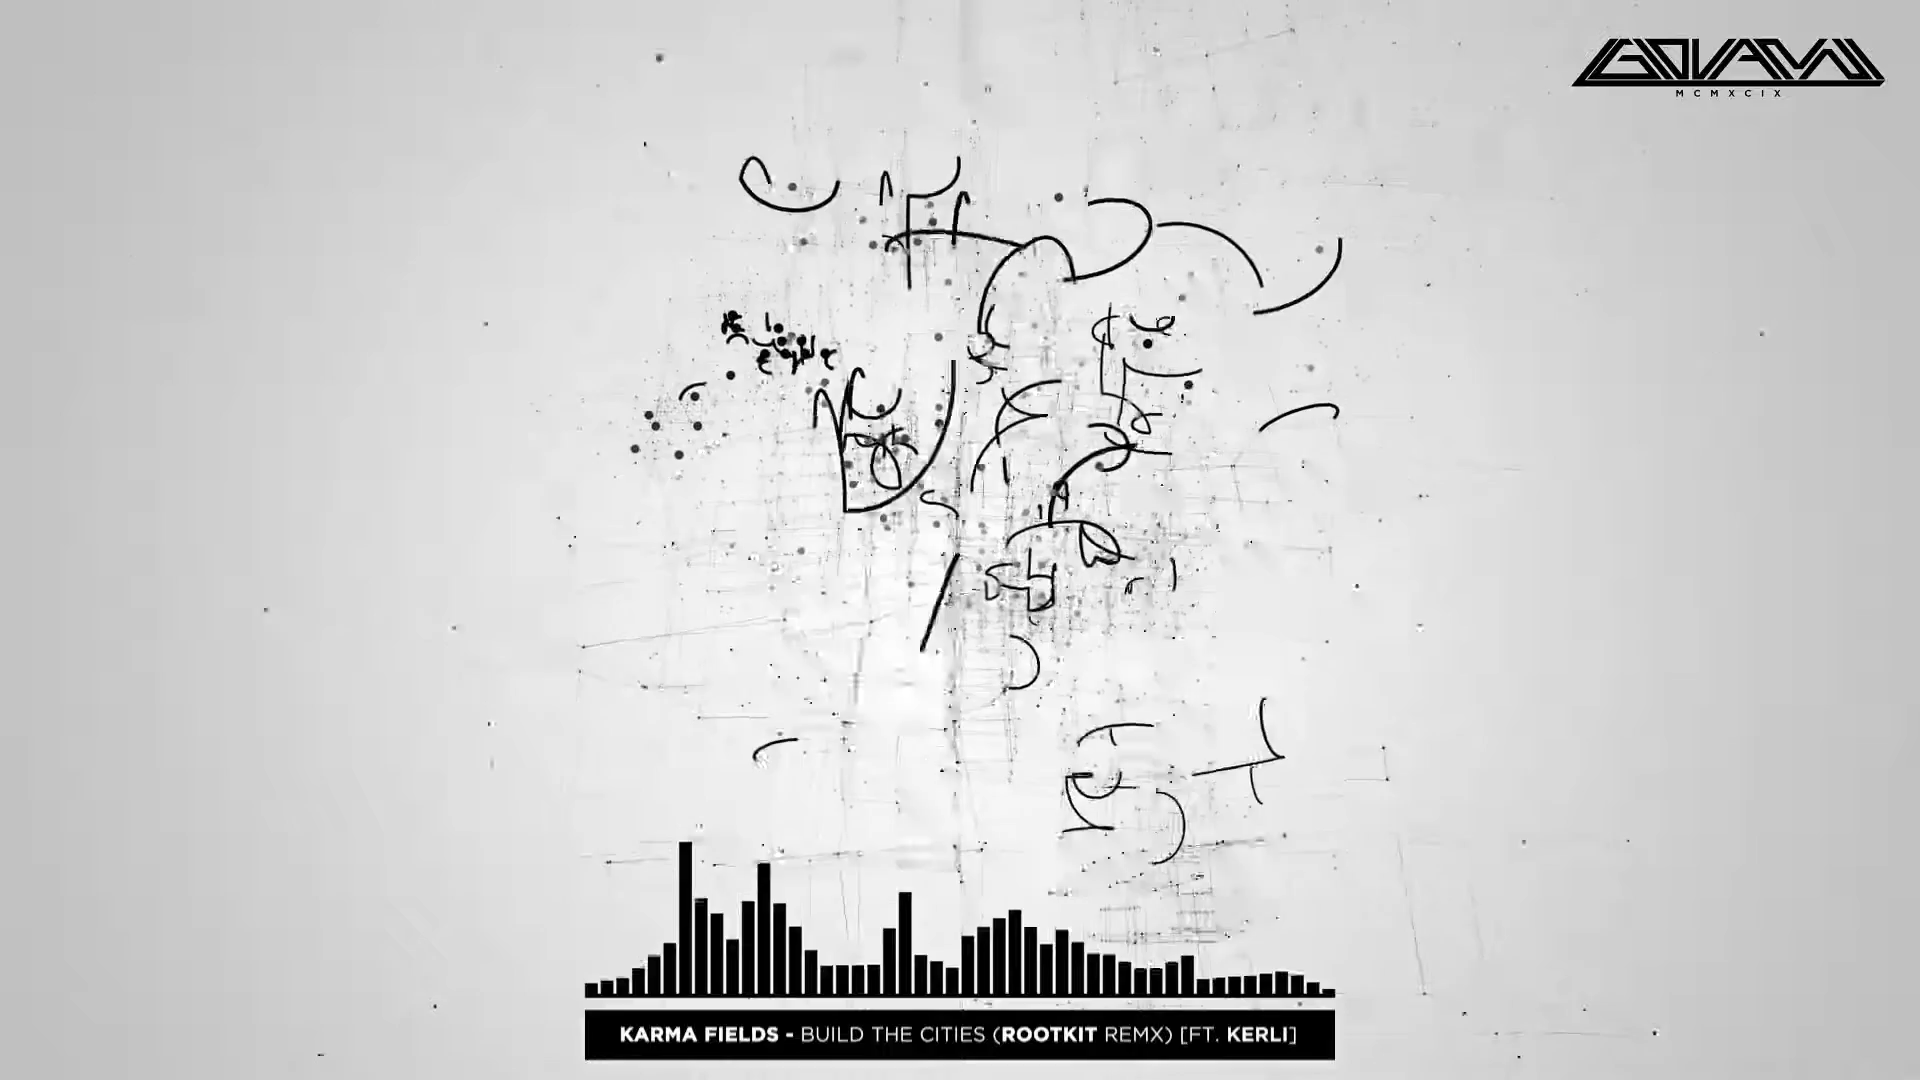 MCMXCIX
KARMA FIELDS - BUILD THE CITIES (ROOTKIT REMX) [FT. KERLI]